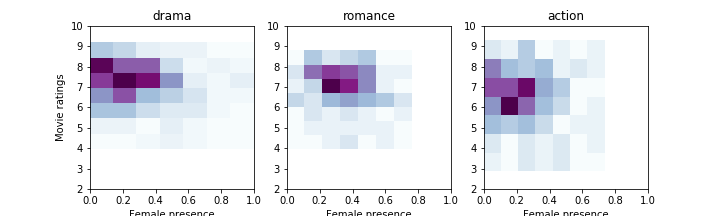 drama romance action
Movie ratings
10 10 10
9 9 9
8 8 8
7 7 7
6 6 6
5 5 5
4 4 4
3 3 3
2 2 2
0.0 0.2 0.4 0.6 0.8 1.0 0.0 0.2 0.4 0.6 0.8 1.0 0.0 0.2 0.4 0.6 0.8 1.0
Female presence Female presence Female presence